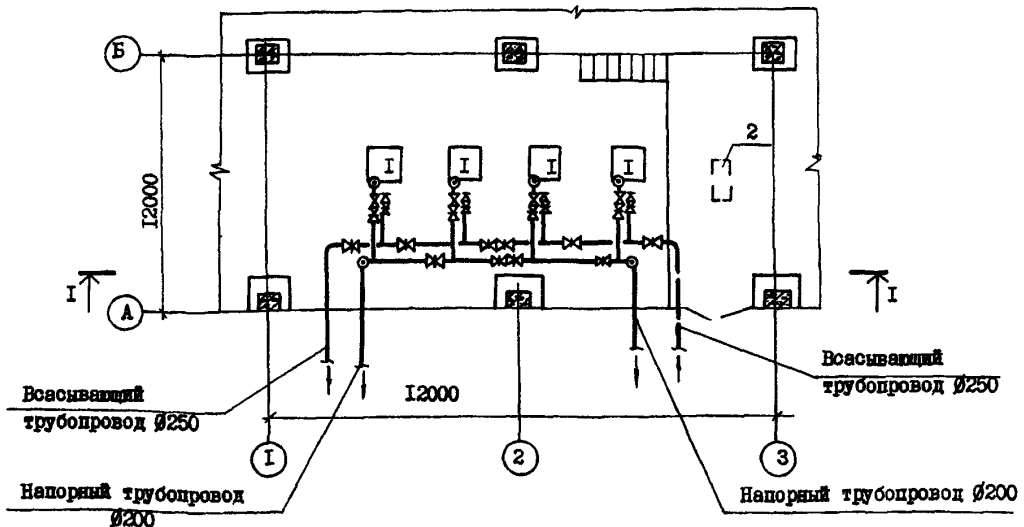 Б
2
I I I I
I2000
I I
А
Всасывающий
трубопровод Ø250
Всасывающий
трубопровод Ø250
I2000
I 2 3
Напорный трубопровод
Ø200
Напорный трубопровод Ø200